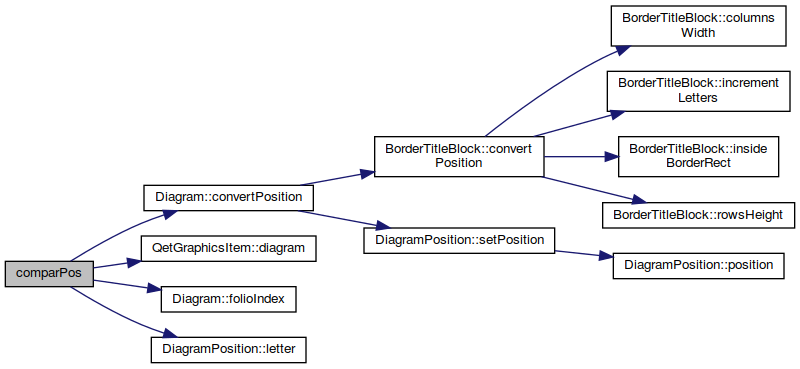 comparPos
Diagram::convertPosition
QetGraphicsItem::diagram
Diagram::folioIndex
DiagramPosition::letter
BorderTitleBlock::convert
Position
DiagramPosition::setPosition
BorderTitleBlock::columns
Width
BorderTitleBlock::increment
Letters
BorderTitleBlock::inside
BorderRect
BorderTitleBlock::rowsHeight
DiagramPosition::position